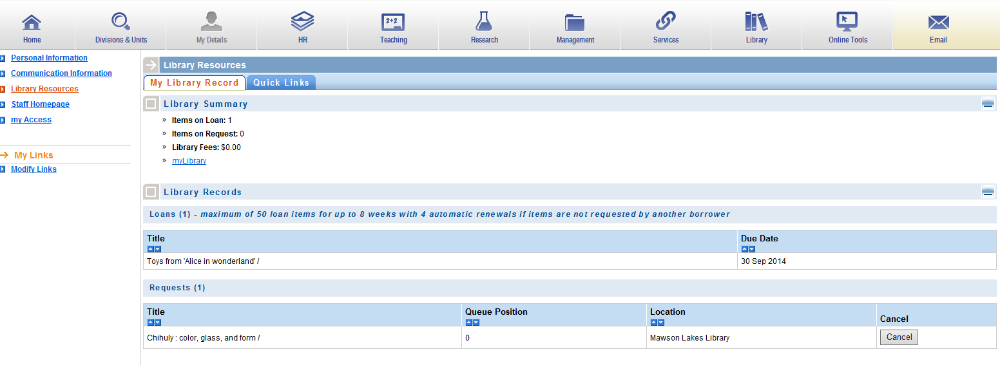 Home
Divisions & Units
My Details
HR
2+2
Teaching
Research
Management
Services
Library
Online Tools
Email
Personal Information
Communication Information
Library Resources
Staff Homepage
my Access
My Links
Modify Links
Library Resources
My Library Record
Quick Links
Library Summary
» Items on Loan: 1
» Items on Request: 0
» Library Fees: $0.00
» myLibrary
Library Records
Loans (1) - maximum of 50 loan items for up to 8 weeks with 4 automatic renewals if items are not requested by another borrower
Title Due Date
Toys from 'Alice in wonderland' / 30 Sep 2014
Requests (1)
Title Queue Position Location Cancel
Chihuly : color, glass, and form / 0 Mawson Lakes Library Cancel